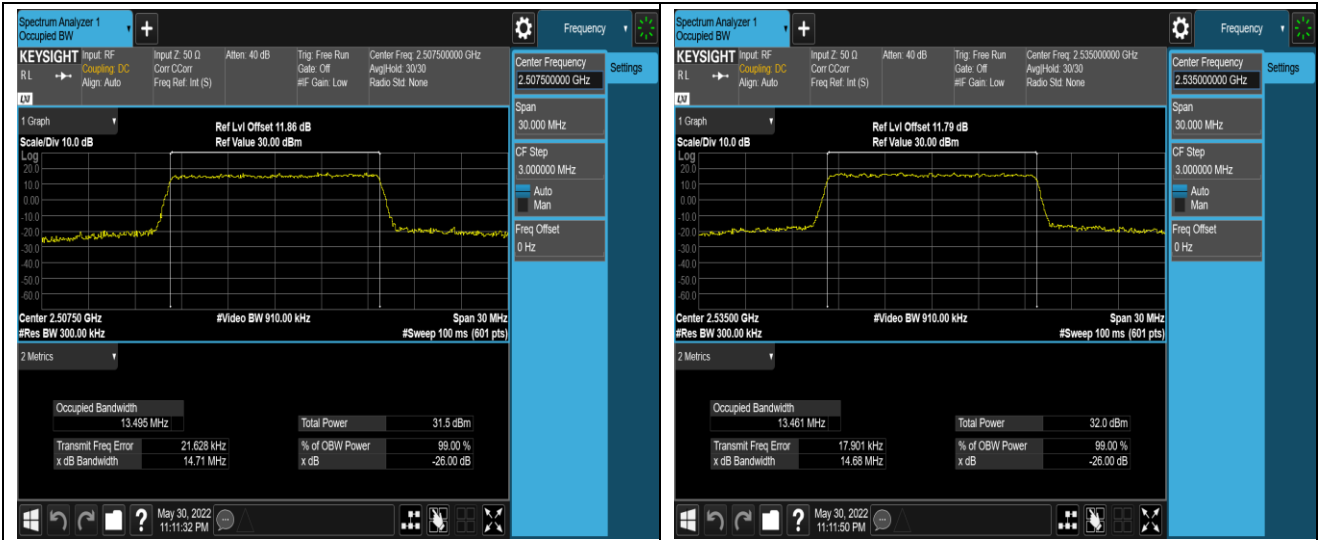 Spectrum Analyzer 1
Occupied BW
+
Frequency
KEYSIGHT
RL
Input: RF
Coupling: DC
Align: Auto
Input Z: 50 Ω
Corr CCorr
Freq Ref: Int (S)
Atten: 40 dB
Trig: Free Run
Gate: Off
#IF Gain: Low
Center Freq: 2.507500000 GHz
Avg|Hold: 30/30
Radio Std: None
LXI
Center Frequency
2.507500000 GHz
Settings
Span
30.000 MHz
CF Step
3.000000 MHz
Auto
Man
Freq Offset
0 Hz
1 Graph
Scale/Div 10.0 dB
Ref Lvl Offset 11.86 dB
Ref Value 30.00 dBm
Log
20.0
10.0
0.00
-10.0
-20.0
-30.0
-40.0
-50.0
-60.0
Center 2.50750 GHz
#Video BW 910.00 kHz
Span 30 MHz
#Res BW 300.00 kHz
#Sweep 100 ms (601 pts)
2 Metrics
Occupied Bandwidth
13.495 MHz
Total Power 31.5 dBm
Transmit Freq Error 21.628 kHz
% of OBW Power 99.00 %
x dB Bandwidth 14.71 MHz
x dB -26.00 dB
?
May 30, 2022
11:11:32 PM
Spectrum Analyzer 1
Occupied BW
+
Frequency
KEYSIGHT
RL
Input: RF
Coupling: DC
Align: Auto
Input Z: 50 Ω
Corr CCorr
Freq Ref: Int (S)
Atten: 40 dB
Trig: Free Run
Gate: Off
#IF Gain: Low
Center Freq: 2.535000000 GHz
Avg|Hold: 30/30
Radio Std: None
LXI
Center Frequency
2.535000000 GHz
Settings
Span
30.000 MHz
CF Step
3.000000 MHz
Auto
Man
Freq Offset
0 Hz
1 Graph
Scale/Div 10.0 dB
Ref Lvl Offset 11.79 dB
Ref Value 30.00 dBm
Log
20.0
10.0
0.00
-10.0
-20.0
-30.0
-40.0
-50.0
-60.0
Center 2.53500 GHz
#Video BW 910.00 kHz
Span 30 MHz
#Res BW 300.00 kHz
#Sweep 100 ms (601 pts)
2 Metrics
Occupied Bandwidth
13.461 MHz
Total Power 32.0 dBm
Transmit Freq Error 17.901 kHz
% of OBW Power 99.00 %
x dB Bandwidth 14.68 MHz
x dB -26.00 dB
?
May 30, 2022
11:11:50 PM